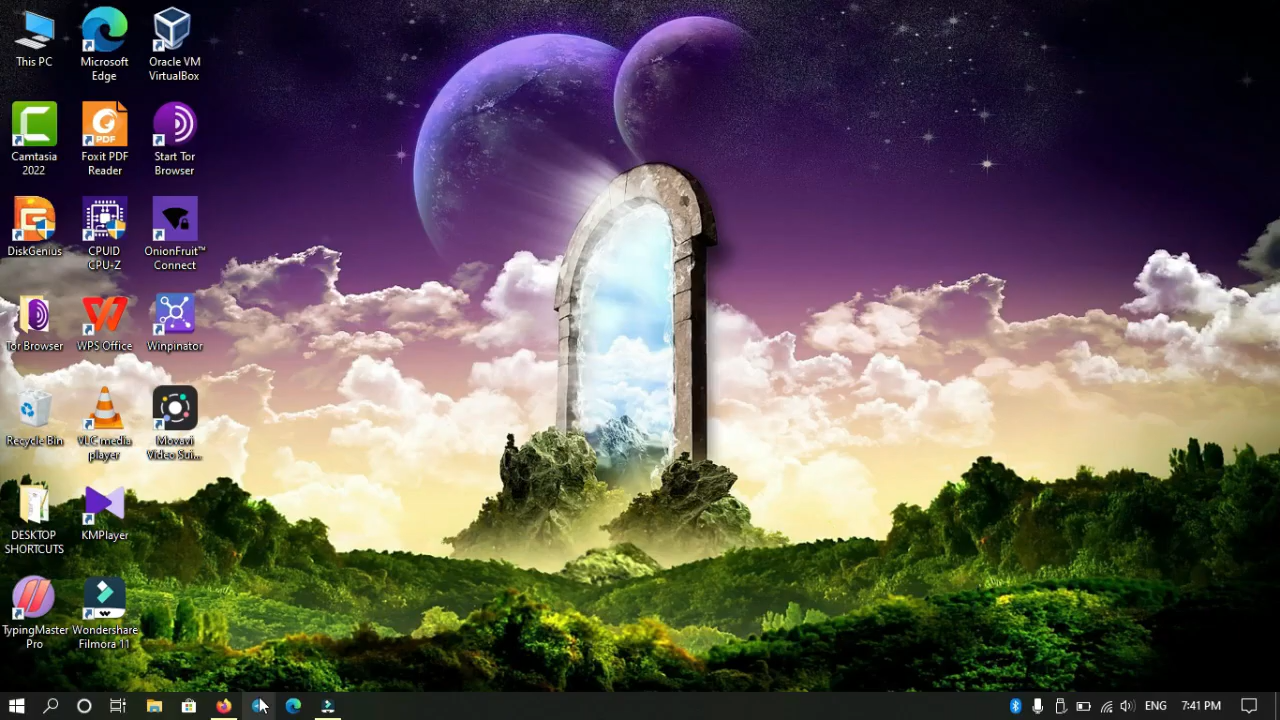 This PC
Microsoft
Edge
Oracle VM
VirtualBox
Camtasia
2022
PDF
Foxit PDF
Reader
Start Tor
Browser
DiskGenius
CPUID
CPU-Z
OnionFruit™
Connect
Tor Browser
WPS Office
Winpinator
Recycle Bin
VLC media
player
Movavi
Video Sui...
DESKTOP
SHORTCUTS
KMPlayer
TypingMaster
Pro
Wondershare
Filmora 11
ENG
7:41 PM